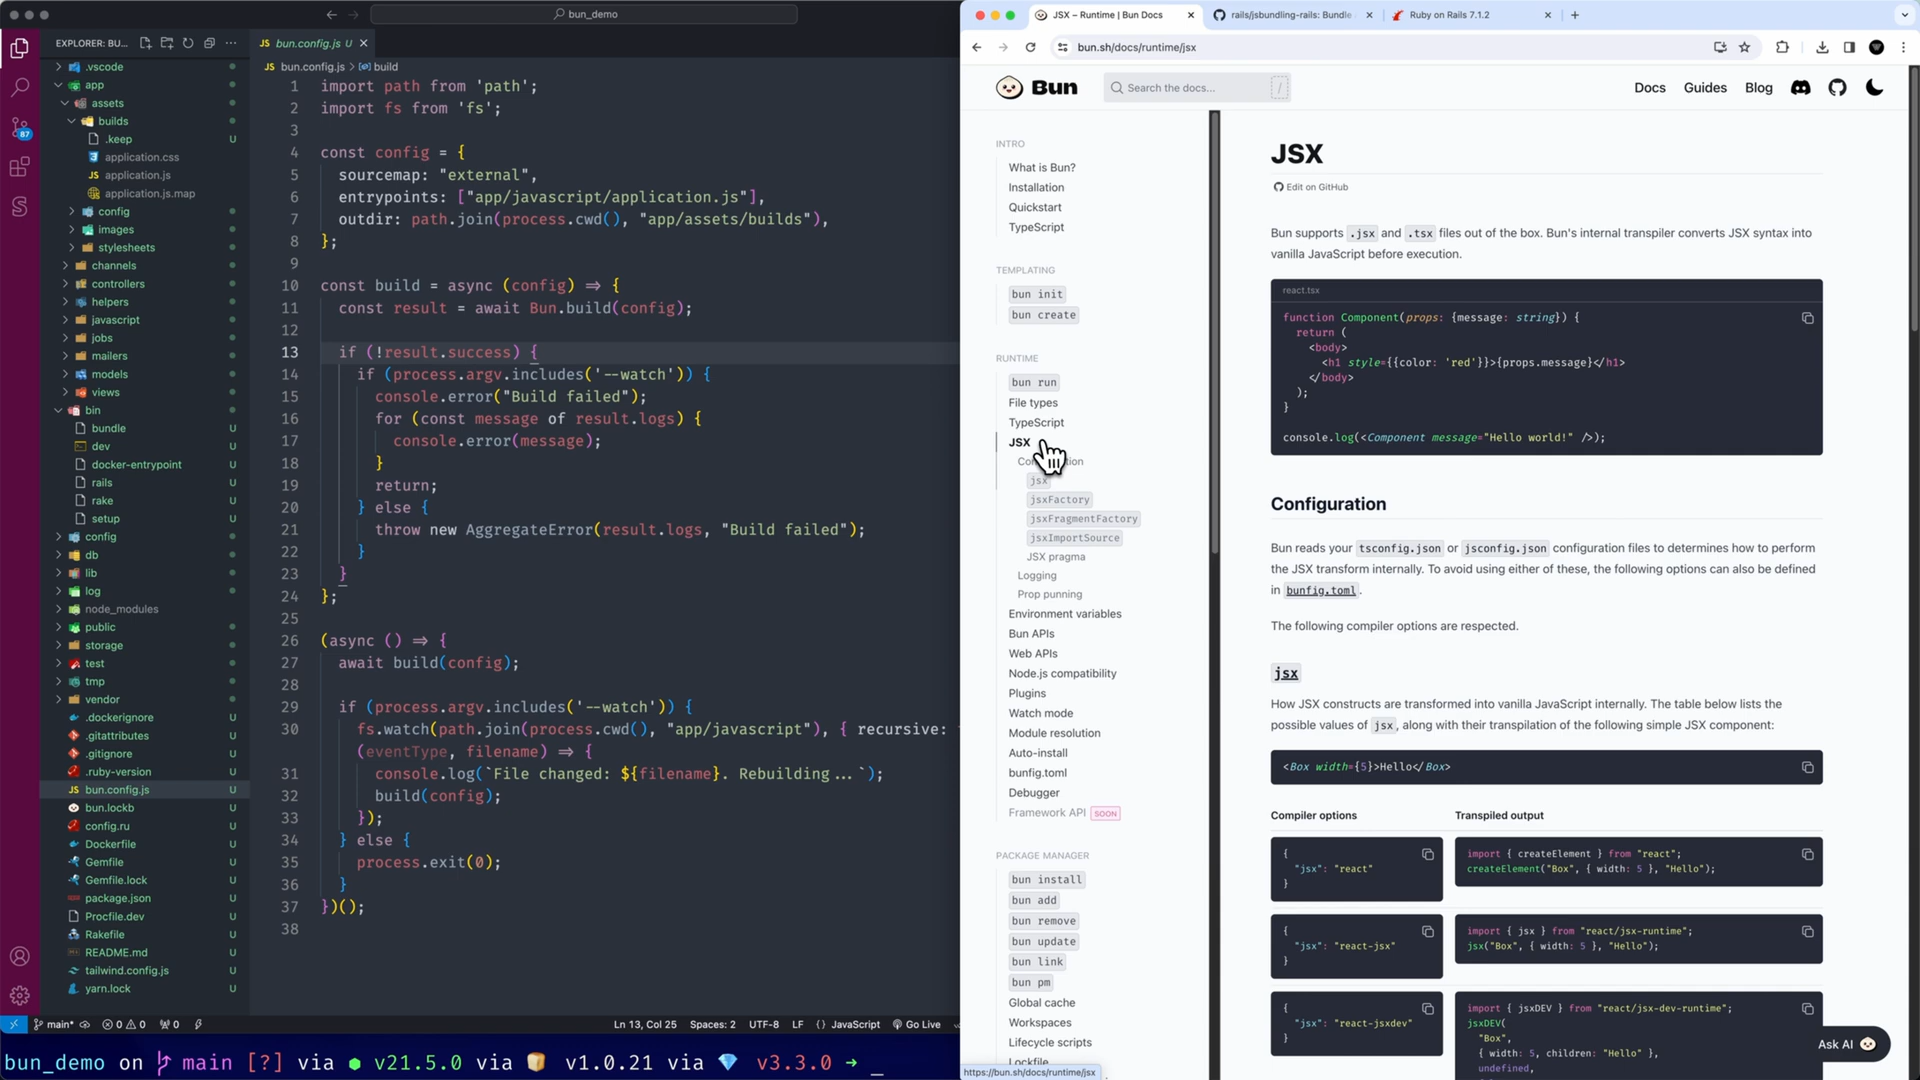 bun_demo
EXPLORER: BU...
.vscode
app
assets
builds
.keep U
application.css
JS application.js
application.js.map
config
images
stylesheets
channels
controllers
helpers
javascript
jobs
mailers
models
views
bin
bundle U
dev U
docker-entrypoint U
rails U
rake U
setup U
config
db
lib
log
node_modules
public
storage
test
tmp
vendor
.dockerignore U
.gitattributes U
.gitignore U
.ruby-version U
JS bun.config.js U
bun.lockb U
config.ru U
Dockerfile U
Gemfile U
Gemfile.lock U
package.json U
Procfile.dev U
Rakefile U
README.md U
tailwind.config.js U
yarn.lock U
87
JS bun.config.js U
JS bun.config.js > build
1 import path from 'path';
2 import fs from 'fs';
3
4 const config = {
5 sourcemap: "external",
6 entrypoints: ["app/javascript/application.js"],
7 outdir: path.join(process.cwd(), "app/assets/builds"),
8 };
9
10 const build = async (config) => {
11 const result = await Bun.build(config);
12
13 if (!result.success) {
14 if (process.argv.includes('--watch')) {
15 console.error("Build failed");
16 for (const message of result.logs) {
17 console.error(message);
18 }
19 return;
20 } else {
21 throw new AggregateError(result.logs, "Build failed");
22 }
23 }
24 };
25
26 (async () => {
27 await build(config);
28
29 if (process.argv.includes('--watch')) {
30 fs.watch(path.join(process.cwd(), "app/javascript"), { recursive:
(eventType, filename) => {
31 console.log(`File changed: ${filename}. Rebuilding...`);
32 build(config);
33 });
34 } else {
35 process.exit(0);
36 }
37 })();
38
main* 0 0 0 Ln 13, Col 25 Spaces: 2 UTF-8 LF {} JavaScript Go Live
bun_demo on main [?] via v21.5.0 via v1.0.21 via v3.3.0 → _
JSX – Runtime | Bun Docs
rails/jsbundling-rails: Bundle
Ruby on Rails 7.1.2
bun.sh/docs/runtime/jsx
Bun
Search the docs... /
Docs Guides Blog
INTRO
What is Bun?
Installation
Quickstart
TypeScript
TEMPLATING
bun init
bun create
RUNTIME
bun run
File types
TypeScript
JSX
jsx
jsxFactory
jsxFragmentFactory
jsxImportSource
JSX pragma
Logging
Prop punning
Environment variables
Bun APIs
Web APIs
Node.js compatibility
Plugins
Watch mode
Module resolution
Auto-install
bunfig.toml
Debugger
Framework API SOON
PACKAGE MANAGER
bun install
bun add
bun remove
bun update
bun link
bun pm
Global cache
Workspaces
Lifecycle scripts
Lockfile
https://bun.sh/docs/runtime/jsx
JSX
Edit on GitHub
Bun supports .jsx and .tsx files out of the box. Bun's internal transpiler converts JSX syntax into
vanilla JavaScript before execution.
react.tsx
function Component(props: {message: string}) {
return (
<body>
<h1 style={{color: 'red'}}>{props.message}</h1>
</body>
);
}
console.log(<Component message="Hello world!" />);
Configuration
Bun reads your tsconfig.json or jsconfig.json configuration files to determines how to perform
the JSX transform internally. To avoid using either of these, the following options can also be defined
in bunfig.toml.
The following compiler options are respected.
jsx
How JSX constructs are transformed into vanilla JavaScript internally. The table below lists the
possible values of jsx, along with their transpilation of the following simple JSX component:
<Box width={5}>Hello</Box>
Compiler options Transpiled output
{
"jsx": "react"
}
import { createElement } from "react";
createElement("Box", { width: 5 }, "Hello");
{
"jsx": "react-jsx"
}
import { jsx } from "react/jsx-runtime";
jsx("Box", { width: 5 }, "Hello");
{
"jsx": "react-jsxdev"
}
import { jsxDEV } from "react/jsx-dev-runtime";
jsxDEV(
"Box",
{ width: 5, children: "Hello" },
undefined,
Ask AI